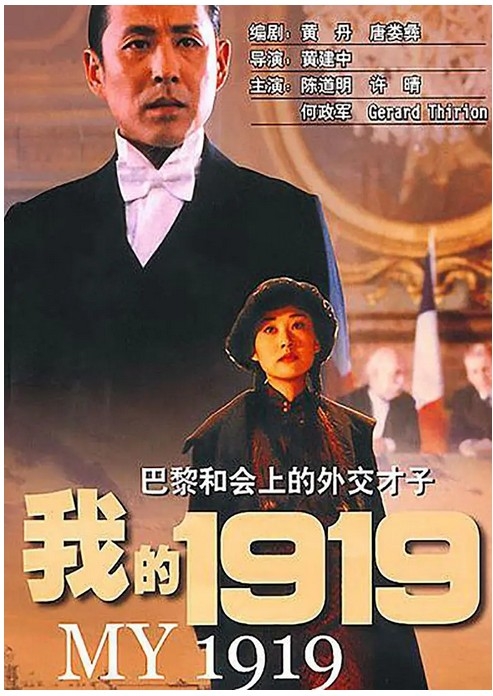 编剧：黄 丹 唐娄彝
导演：黄建中
主演：陈道明 许 晴
何政军 Gerard Thirion
巴黎和会上的外交才子
我的1919
MY 1919